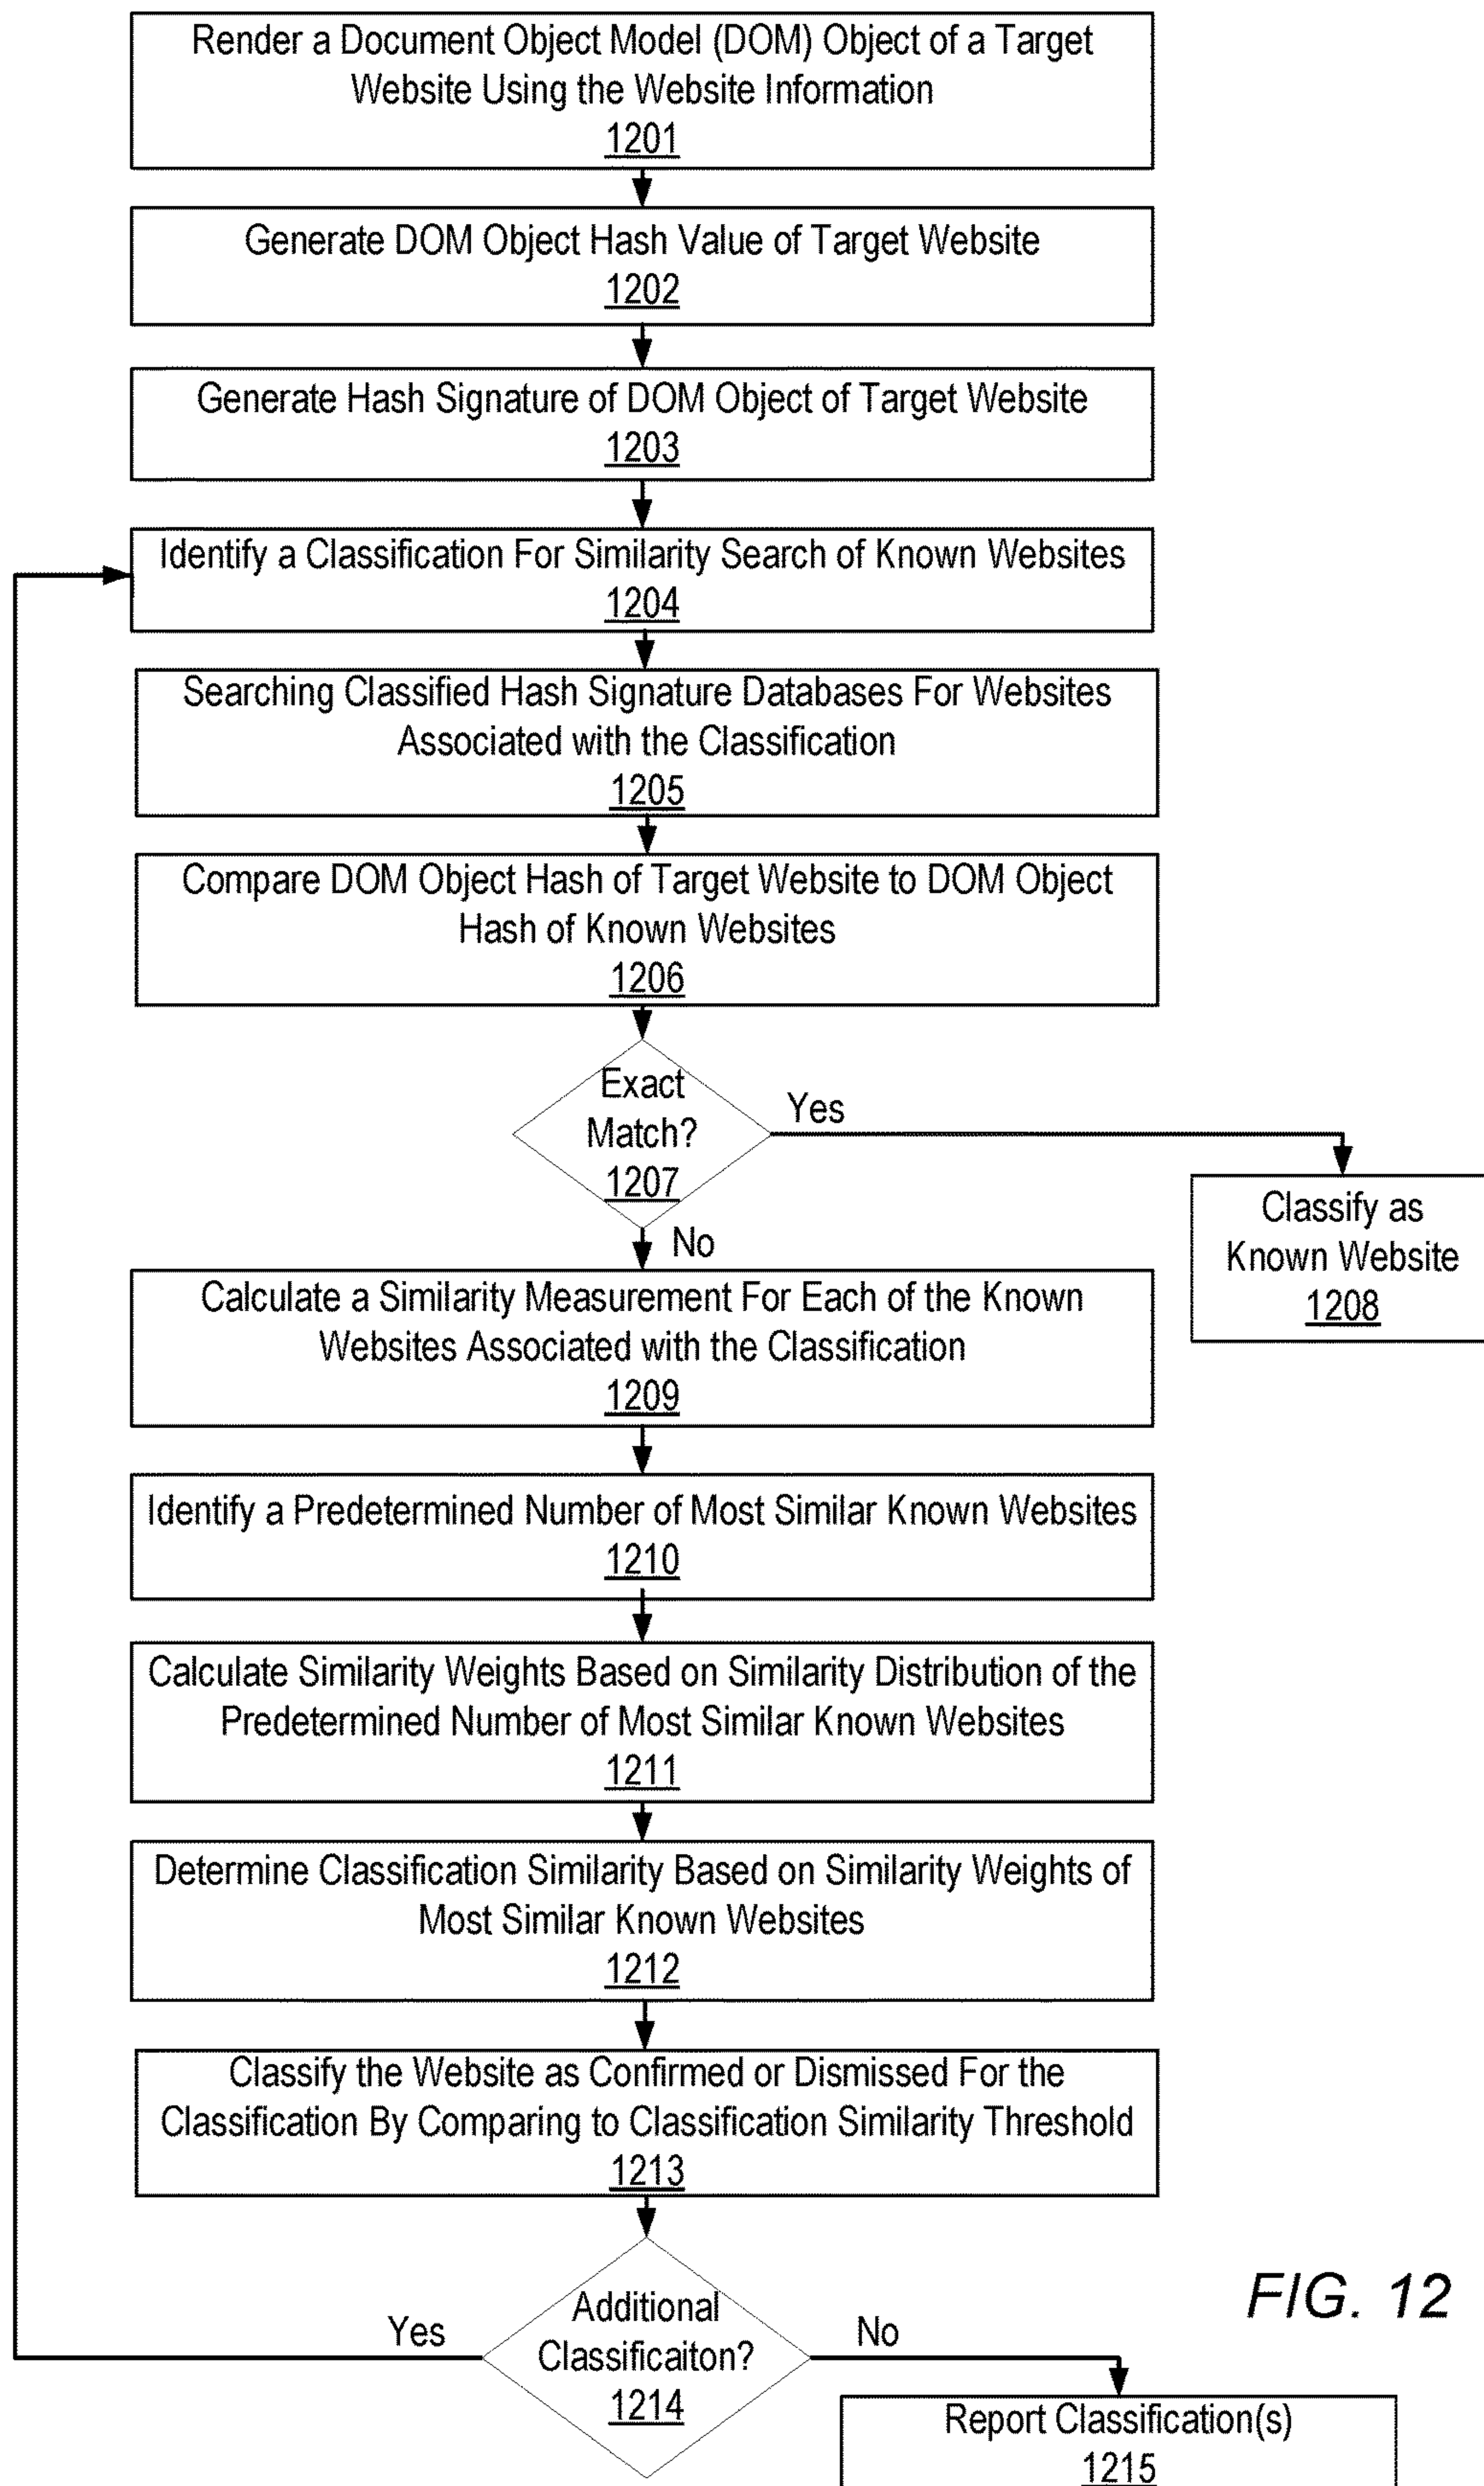 Render a Document Object Model (DOM) Object of a Target
Website Using the Website Information
1201
Generate DOM Object Hash Value of Target Website
1202
Generate Hash Signature of DOM Object of Target Website
1203
Identify a Classification For Similarity Search of Known Websites
1204
Searching Classified Hash Signature Databases For Websites
Associated with the Classification
1205
Compare DOM Object Hash of Target Website to DOM Object
Hash of Known Websites
1206
Exact
Match?
1207
Yes
No
Classify as
Known Website
1208
Calculate a Similarity Measurement For Each of the Known
Websites Associated with the Classification
1209
Identify a Predetermined Number of Most Similar Known Websites
1210
Calculate Similarity Weights Based on Similarity Distribution of the
Predetermined Number of Most Similar Known Websites
1211
Determine Classification Similarity Based on Similarity Weights of
Most Similar Known Websites
1212
Classify the Website as Confirmed or Dismissed For the
Classification By Comparing to Classification Similarity Threshold
1213
Additional
Classificaiton?
1214
Yes
No
Report Classification(s)
1215
FIG. 12